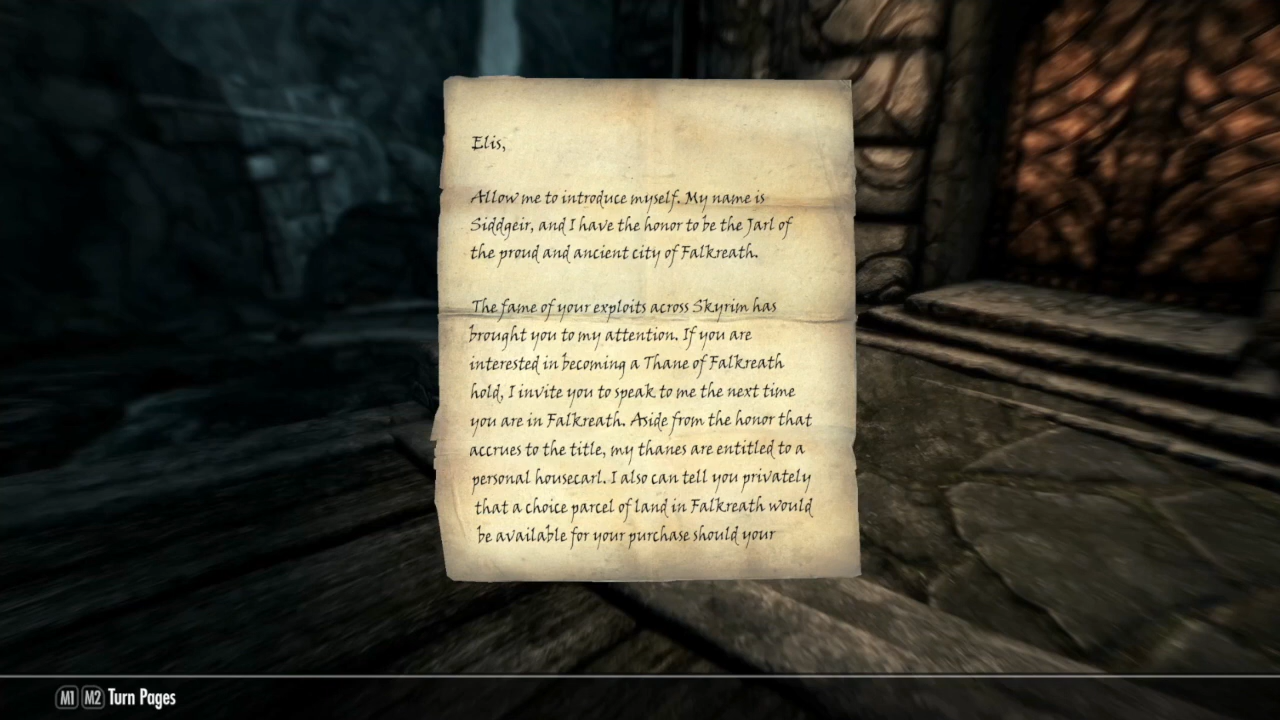 Elis,
Allow me to introduce myself. My name is
Siddgeir, and I have the honor to be the Jarl of
the proud and ancient city of Falkreath.
The fame of your exploits across Skyrim has
brought you to my attention. If you are
interested in becoming a Thane of Falkreath
hold, I invite you to speak to me the next time
you are in Falkreath. Aside from the honor that
accrues to the title, my thanes are entitled to a
personal housecarl. I also can tell you privately
that a choice parcel of land in Falkreath would
be available for your purchase should your
M1 M2 Turn Pages